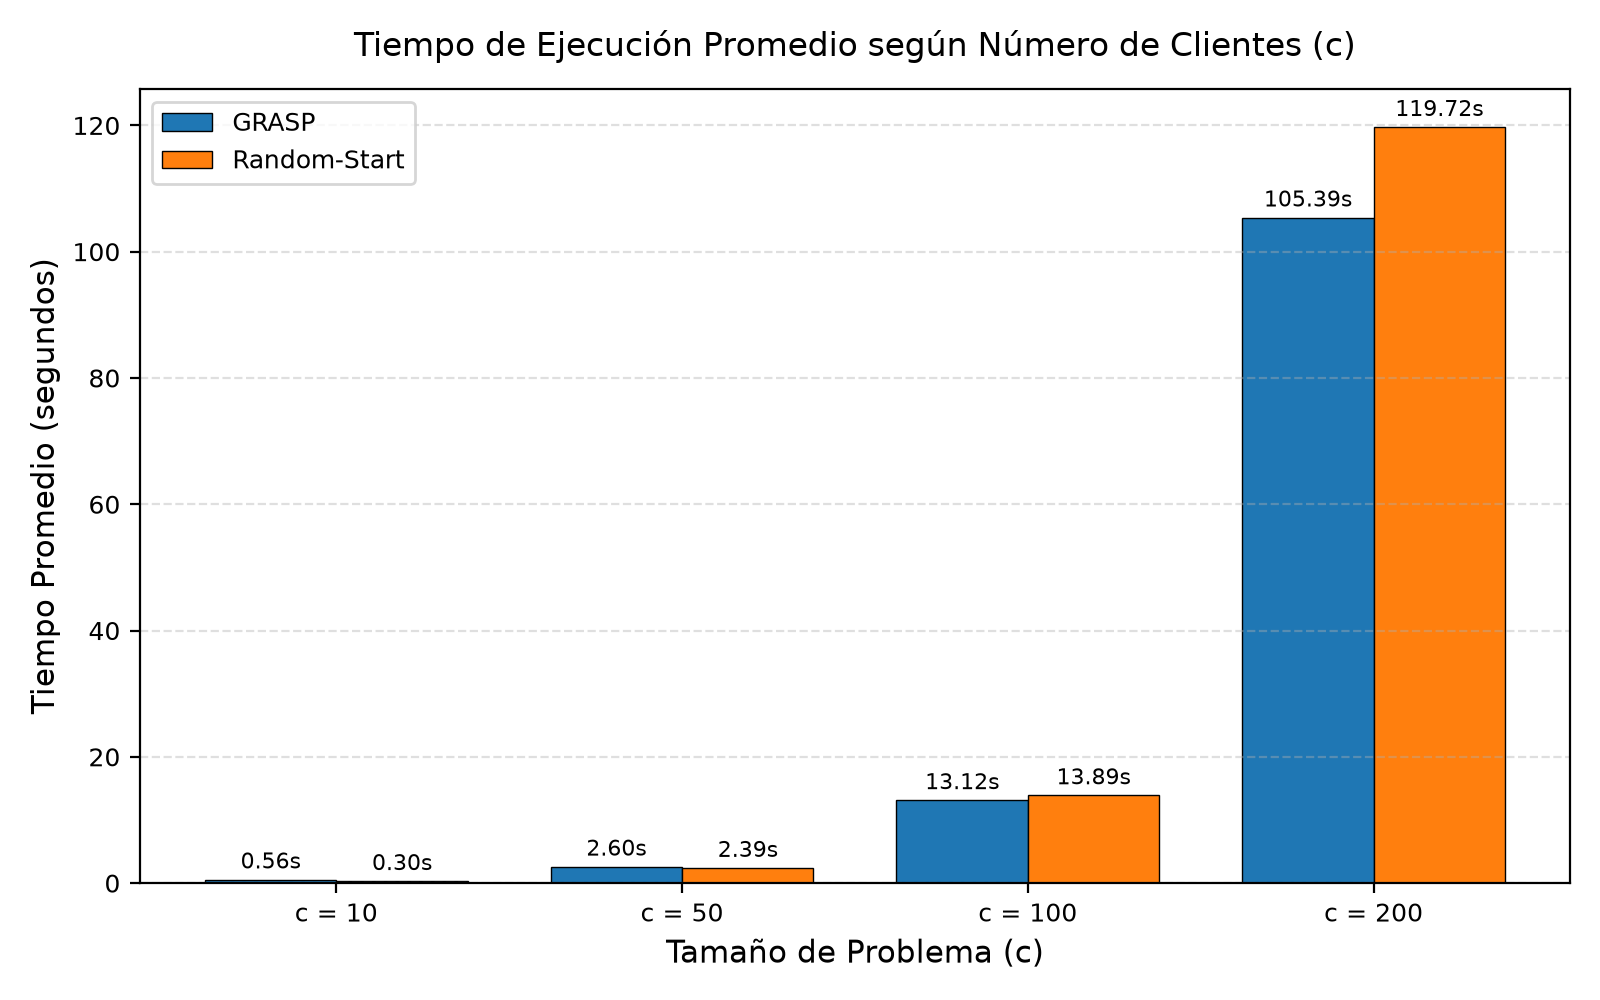 Tiempo de Ejecución Promedio según Número de Clientes (c)
GRASP
Random-Start
Tiempo Promedio (segundos)
120
100
80
60
40
20
0
0.56s
0.30s
2.60s
2.39s
13.12s
13.89s
105.39s
119.72s
c = 10
c = 50
c = 100
c = 200
Tamaño de Problema (c)